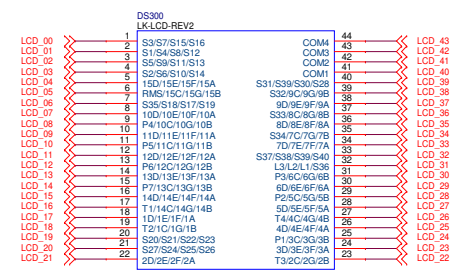 DS300
LK-LCD-REV2
LCD_00 1 S3/S7/S15/S16 COM4 44 LCD_43
LCD_01 2 S1/S4/S8/S12 COM3 43 LCD_42
LCD_02 3 S5/S9/S11/S13 COM2 42 LCD_41
LCD_03 4 S2/S6/S10/S14 COM1 41 LCD_40
LCD_04 5 15D/15E/15F/15A S31/S39/S30/S28 40 LCD_39
LCD_05 6 RMS/15C/15G/15B S32/9C/9G/9B 39 LCD_38
LCD_06 7 S35/S18/S17/S19 9D/9E/9F/9A 38 LCD_37
LCD_07 8 10D/10E/10F/10A S33/8C/8G/8B 37 LCD_36
LCD_08 9 P4/10C/10G/10B 8D/8E/8F/8A 36 LCD_35
LCD_09 10 11D/11E/11F/11A S34/7C/7G/7B 35 LCD_34
LCD_10 11 P5/11C/11G/11B 7D/7E/7F/7A 34 LCD_33
LCD_11 12 12D/12E/12F/12A S37/S38/S39/S40 33 LCD_32
LCD_12 13 P6/12C/12G/12B L3/L2/L1/S36 32 LCD_31
LCD_13 14 13D/13E/13F/13A P3/6C/6G/6B 31 LCD_30
LCD_14 15 P7/13C/13G/13B 6D/6E/6F/6A 30 LCD_29
LCD_15 16 14D/14E/14F/14A P2/5C/5G/5B 29 LCD_28
LCD_16 17 T1/14C/14G/14B 5D/5E/5F/5A 28 LCD_27
LCD_17 18 1D/1E/1F/1A T4/4C/4G/4B 27 LCD_26
LCD_18 19 T2/1C/1G/1B 4D/4E/4F/4A 26 LCD_25
LCD_19 20 S20/S21/S22/S23 P1/3C/3G/3B 25 LCD_24
LCD_20 21 S27/S24/S25/S26 3D/3E/3F/3A 24 LCD_23
LCD_21 22 2D/2E/2F/2A T3/2C/2G/2B 23 LCD_22